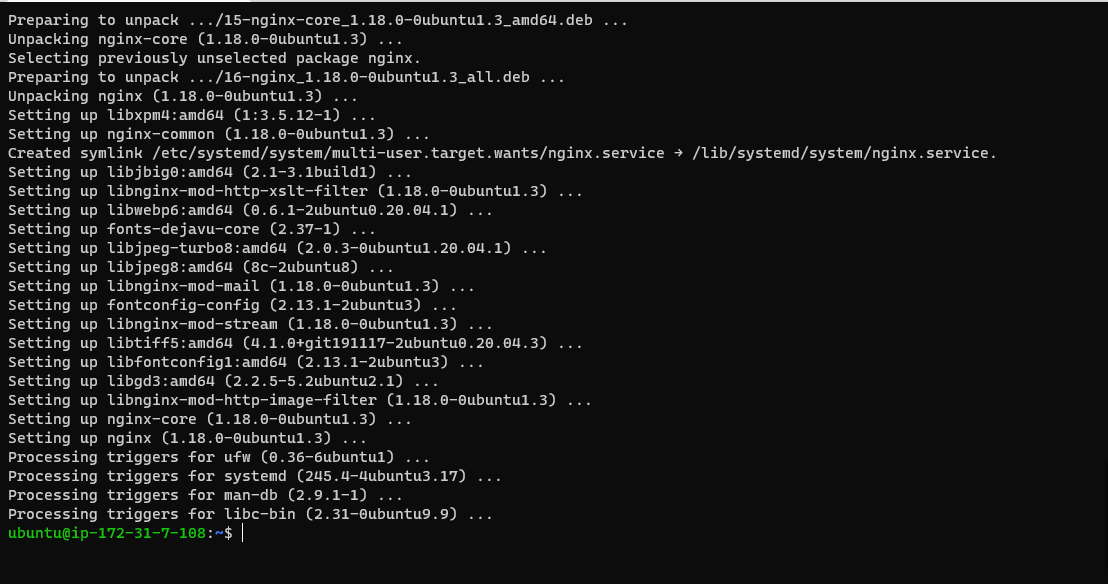 Preparing to unpack .../15-nginx-core_1.18.0-0ubuntu1.3_amd64.deb ...
Unpacking nginx-core (1.18.0-0ubuntu1.3) ...
Selecting previously unselected package nginx.
Preparing to unpack .../16-nginx_1.18.0-0ubuntu1.3_all.deb ...
Unpacking nginx (1.18.0-0ubuntu1.3) ...
Setting up libxpm4:amd64 (1:3.5.12-1) ...
Setting up nginx-common (1.18.0-0ubuntu1.3) ...
Created symlink /etc/systemd/system/multi-user.target.wants/nginx.service → /lib/systemd/system/nginx.service.
Setting up libjbig0:amd64 (2.1-3.1build1) ...
Setting up libnginx-mod-http-xslt-filter (1.18.0-0ubuntu1.3) ...
Setting up libwebp6:amd64 (0.6.1-2ubuntu0.20.04.1) ...
Setting up fonts-dejavu-core (2.37-1) ...
Setting up libjpeg-turbo8:amd64 (2.0.3-0ubuntu1.20.04.1) ...
Setting up libjpeg8:amd64 (8c-2ubuntu8) ...
Setting up libnginx-mod-mail (1.18.0-0ubuntu1.3) ...
Setting up fontconfig-config (2.13.1-2ubuntu3) ...
Setting up libnginx-mod-stream (1.18.0-0ubuntu1.3) ...
Setting up libtiff5:amd64 (4.1.0+git191117-2ubuntu0.20.04.3) ...
Setting up libfontconfig1:amd64 (2.13.1-2ubuntu3) ...
Setting up libgd3:amd64 (2.2.5-5.2ubuntu2.1) ...
Setting up libnginx-mod-http-image-filter (1.18.0-0ubuntu1.3) ...
Setting up nginx-core (1.18.0-0ubuntu1.3) ...
Setting up nginx (1.18.0-0ubuntu1.3) ...
Processing triggers for ufw (0.36-6ubuntu1) ...
Processing triggers for systemd (245.4-4ubuntu3.17) ...
Processing triggers for man-db (2.9.1-1) ...
Processing triggers for libc-bin (2.31-0ubuntu9.9) ...
ubuntu@ip-172-31-7-108:~$